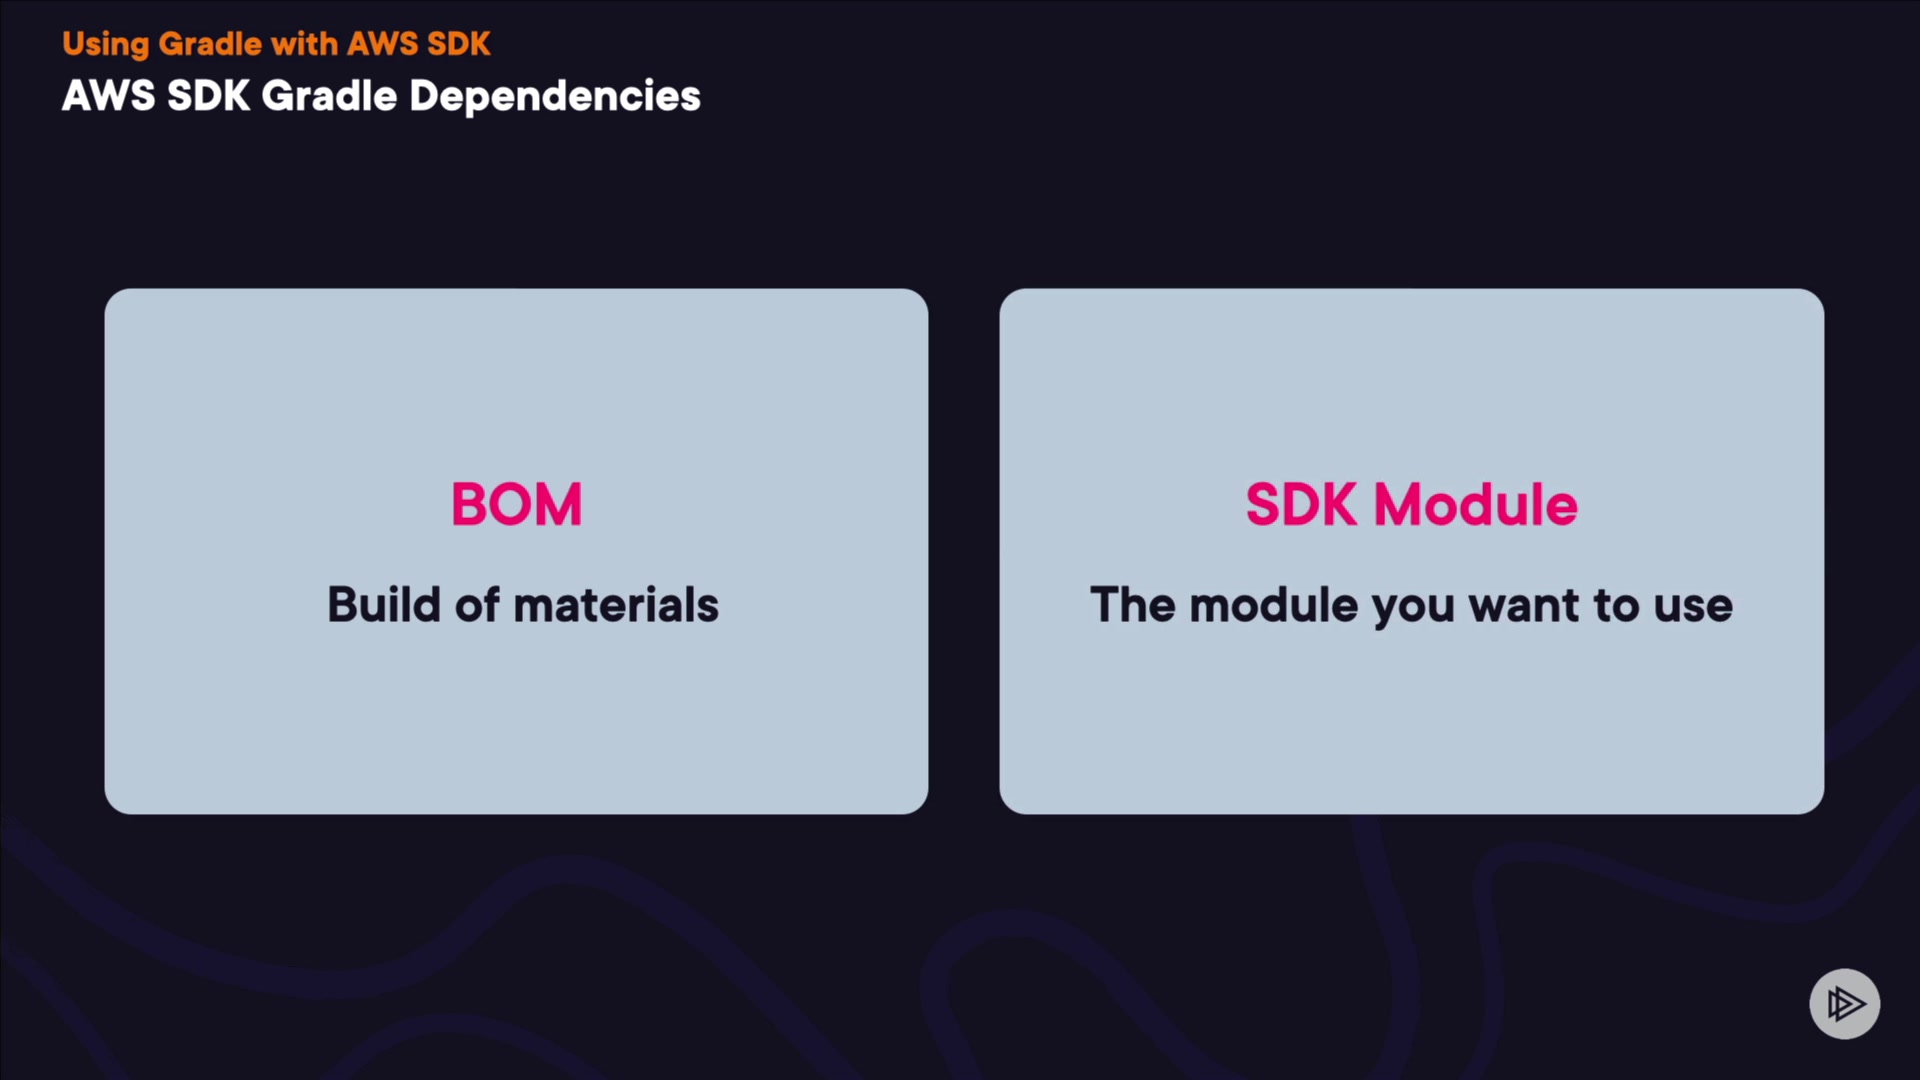 Using Gradle with AWS SDK
AWS SDK Gradle Dependencies
BOM
Build of materials
SDK Module
The module you want to use